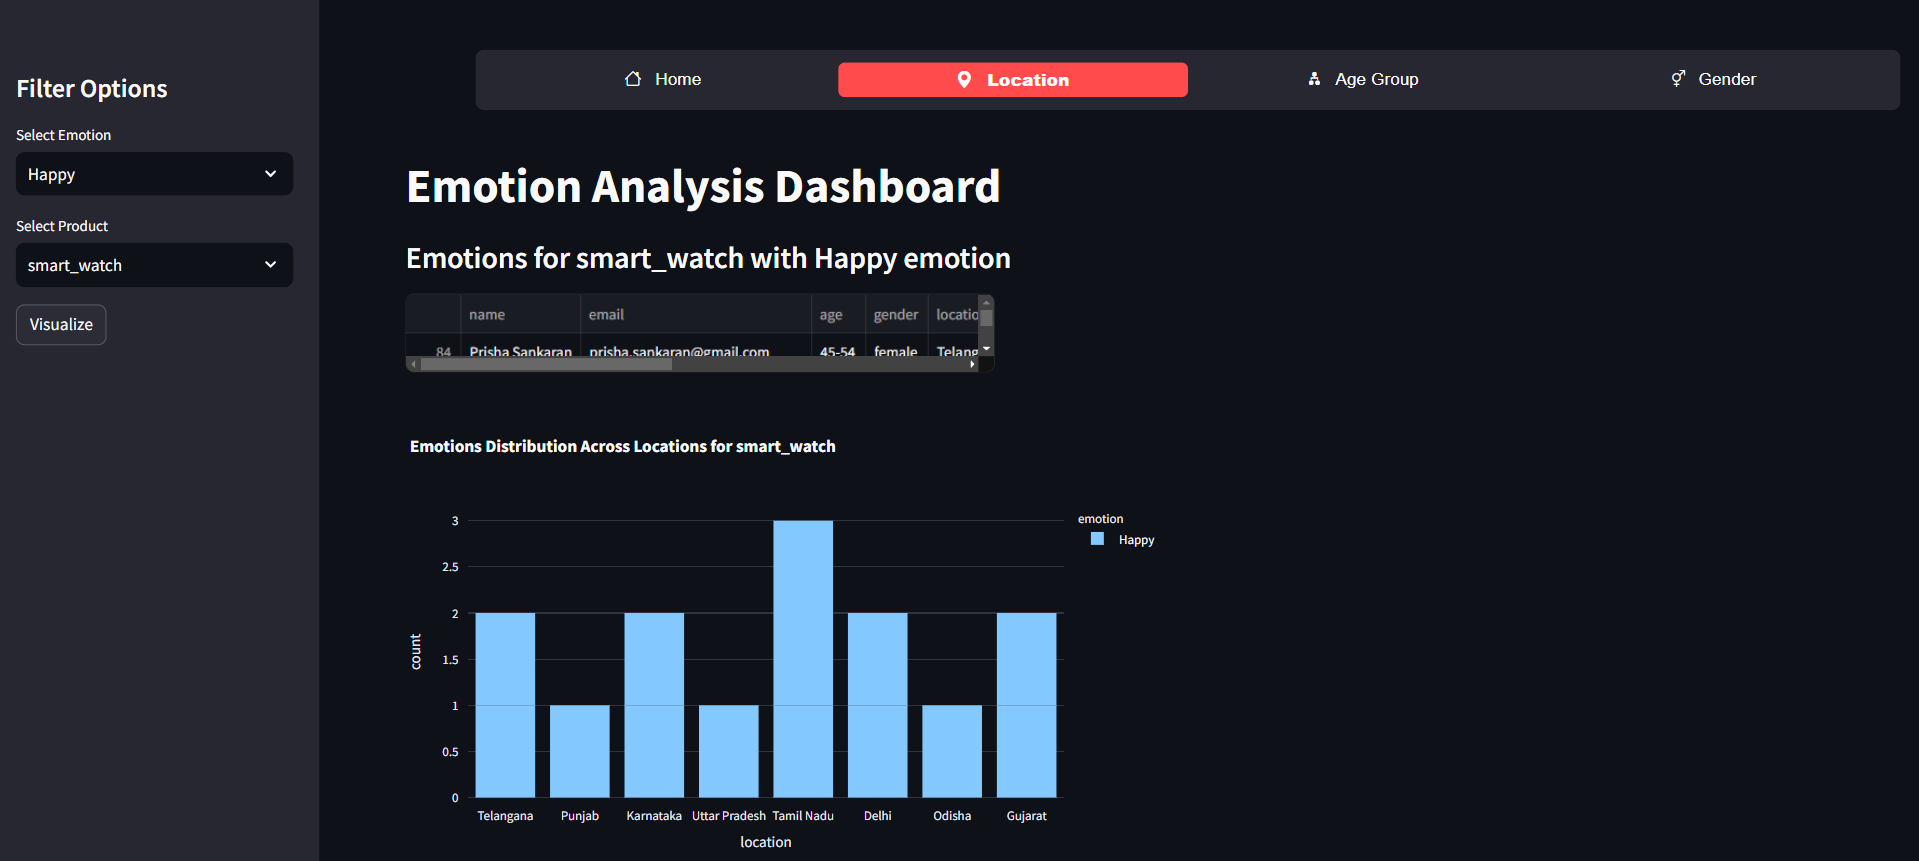 Filter Options
Select Emotion
Happy
Select Product
smart_watch
Visualize
Home Location Age Group Gender
Emotion Analysis Dashboard
Emotions for smart_watch with Happy emotion
name email age gender locatio
84 Prisha Sankaran prisha.sankaran@gmail.com 45-54 female Telang
Emotions Distribution Across Locations for smart_watch
emotion
Happy
3
2.5
2
1.5
1
0.5
0
count
Telangana Punjab Karnataka Uttar Pradesh Tamil Nadu Delhi Odisha Gujarat
location